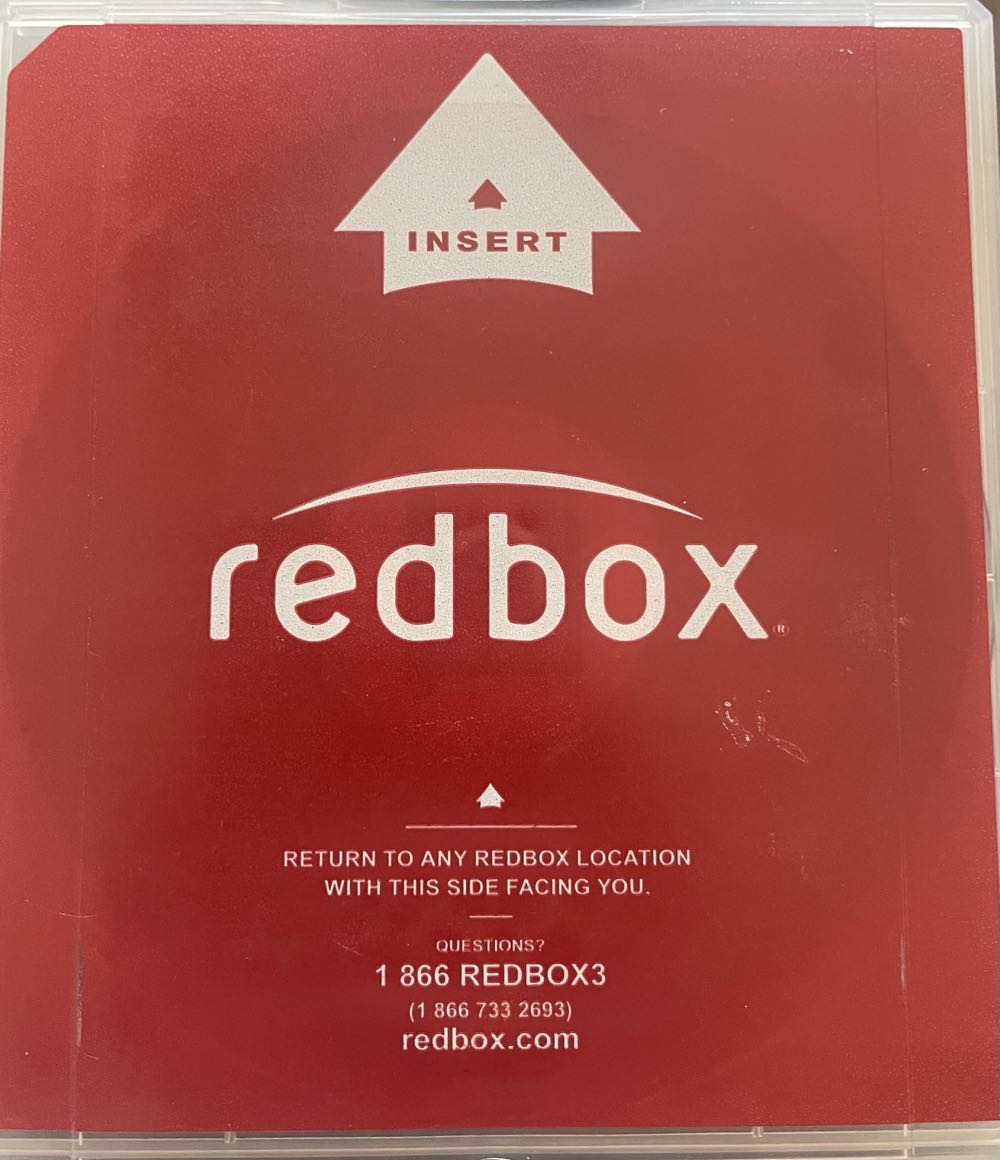 INSERT
redbox®
RETURN TO ANY REDBOX LOCATION
WITH THIS SIDE FACING YOU.
QUESTIONS?
1 866 REDBOX3
(1 866 733 2693)
redbox.com